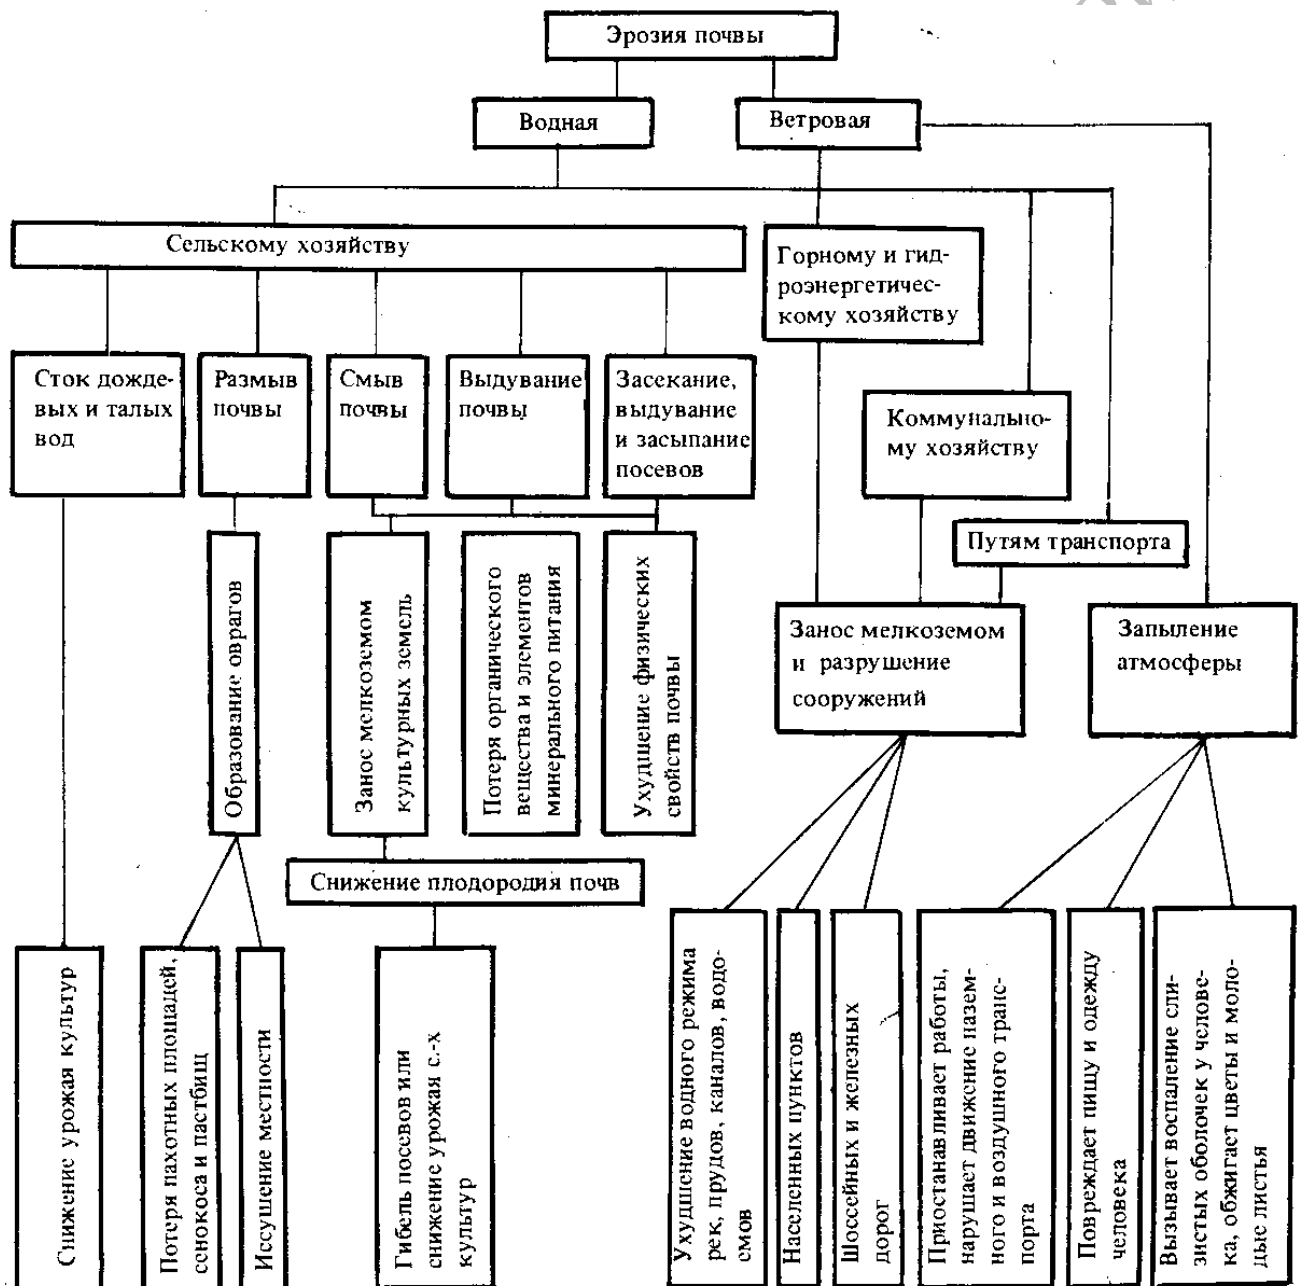 Эрозия почвы
Водная
Ветровая
Сельскому хозяйству
Горному и гид-
роэнергетичес-
кому хозяйству
Сток дожде-
вых и талых
вод
Размыв
почвы
Смыв
почвы
Выдувание
почвы
Засекание,
выдувание
и засыпание
посевов
Коммунально-
му хозяйству
Путям транспорта
Образование оврагов
Занос мелкоземом
культурных земель
Потеря органического
вещества и элементов
минерального питания
Ухудшение физических
свойств почвы
Занос мелкоземом
и разрушение
сооружений
Запыление
атмосферы
Снижение плодородия почв
Снижение урожая культур
Потеря пахотных площадей,
сенокоса и пастбищ
Иссушение местности
Гибель посевов или
снижение урожая с.-х
культур
Ухудшение водного режима
рек, прудов, каналов, водо-
емов
Населенных пунктов
Шоссейных и железных
дорог
Приостанавливает работы,
нарушает движение назем-
ного и воздушного транс-
порта
Повреждает пищу и одежду
человека
Вызывает воспаление сли-
зистых оболочек у челове-
ка, обжигает цветы и моло-
дые листья